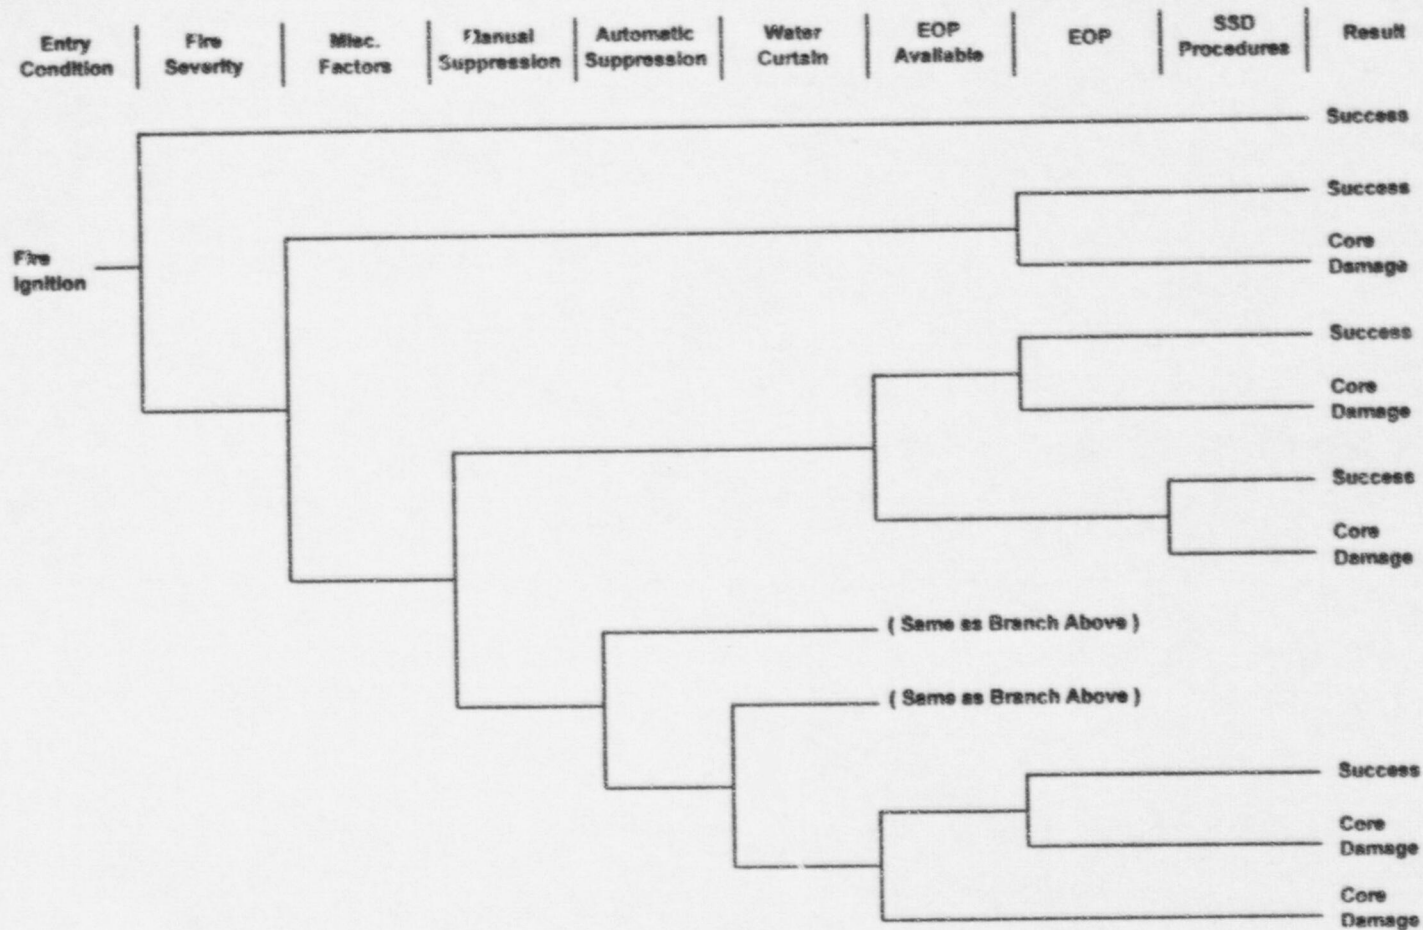 Entry Condition
Fire Severity
Misc. Factors
Manual Suppression
Automatic Suppression
Water Curtain
EOP Available
EOP
SSD Procedures
Result
Success
Success
Fire Ignition
Core Damage
Success
Core Damage
Success
Core Damage
( Same as Branch Above )
( Same as Branch Above )
Success
Core Damage
Core Damage